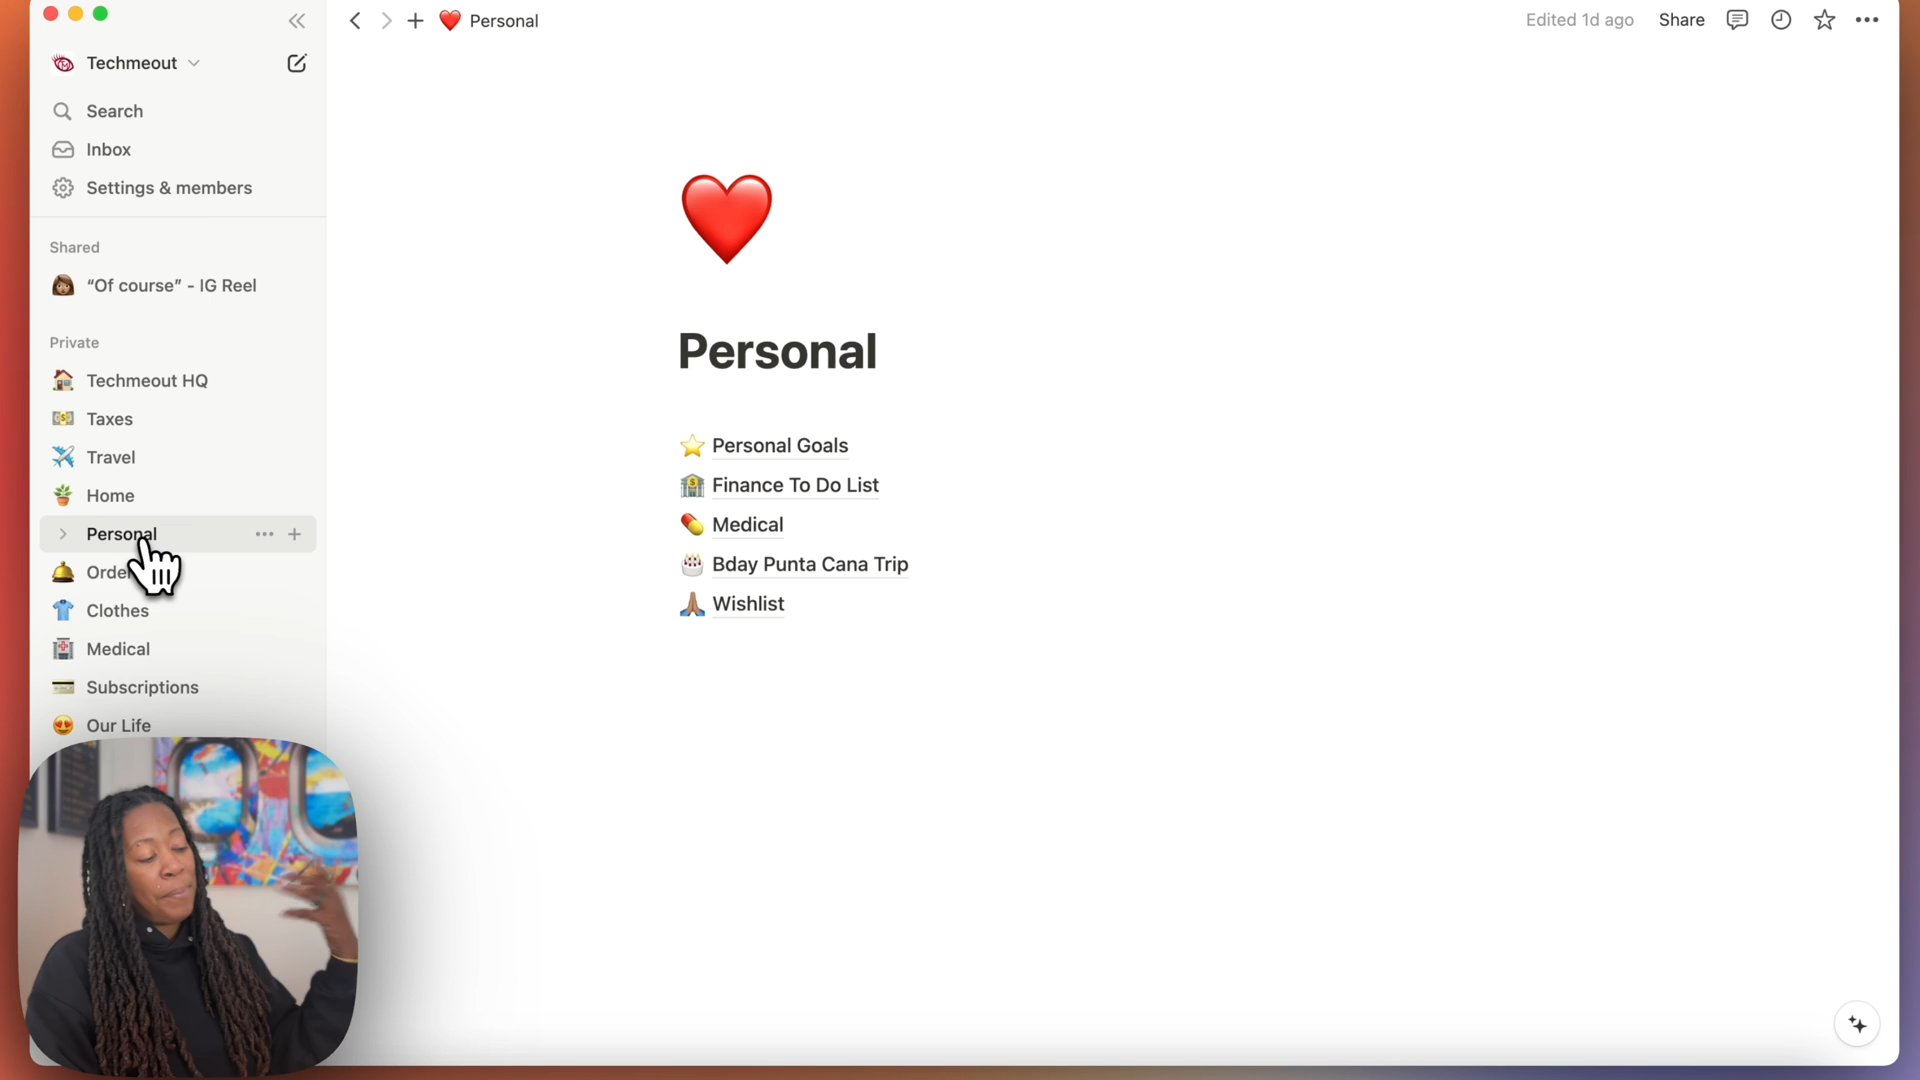 Techmeout
Search
Inbox
Settings & members
Shared
“Of course” - IG Reel
Private
Techmeout HQ
Taxes
Travel
Home
Personal
Clothes
Medical
Subscriptions
Our Life
Personal
Edited 1d ago
Share
Personal
Personal Goals
Finance To Do List
Medical
Bday Punta Cana Trip
Wishlist